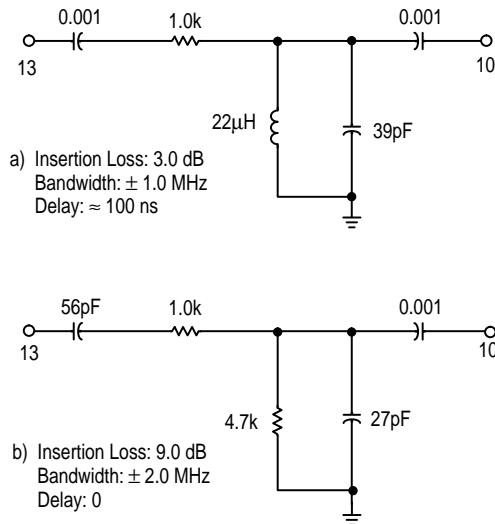 0.001
1.0k
0.001
13
10
22μH
39pF
a) Insertion Loss: 3.0 dB
Bandwidth: ± 1.0 MHz
Delay: ≈ 100 ns
56pF
1.0k
0.001
13
10
4.7k
27pF
b) Insertion Loss: 9.0 dB
Bandwidth: ± 2.0 MHz
Delay: 0